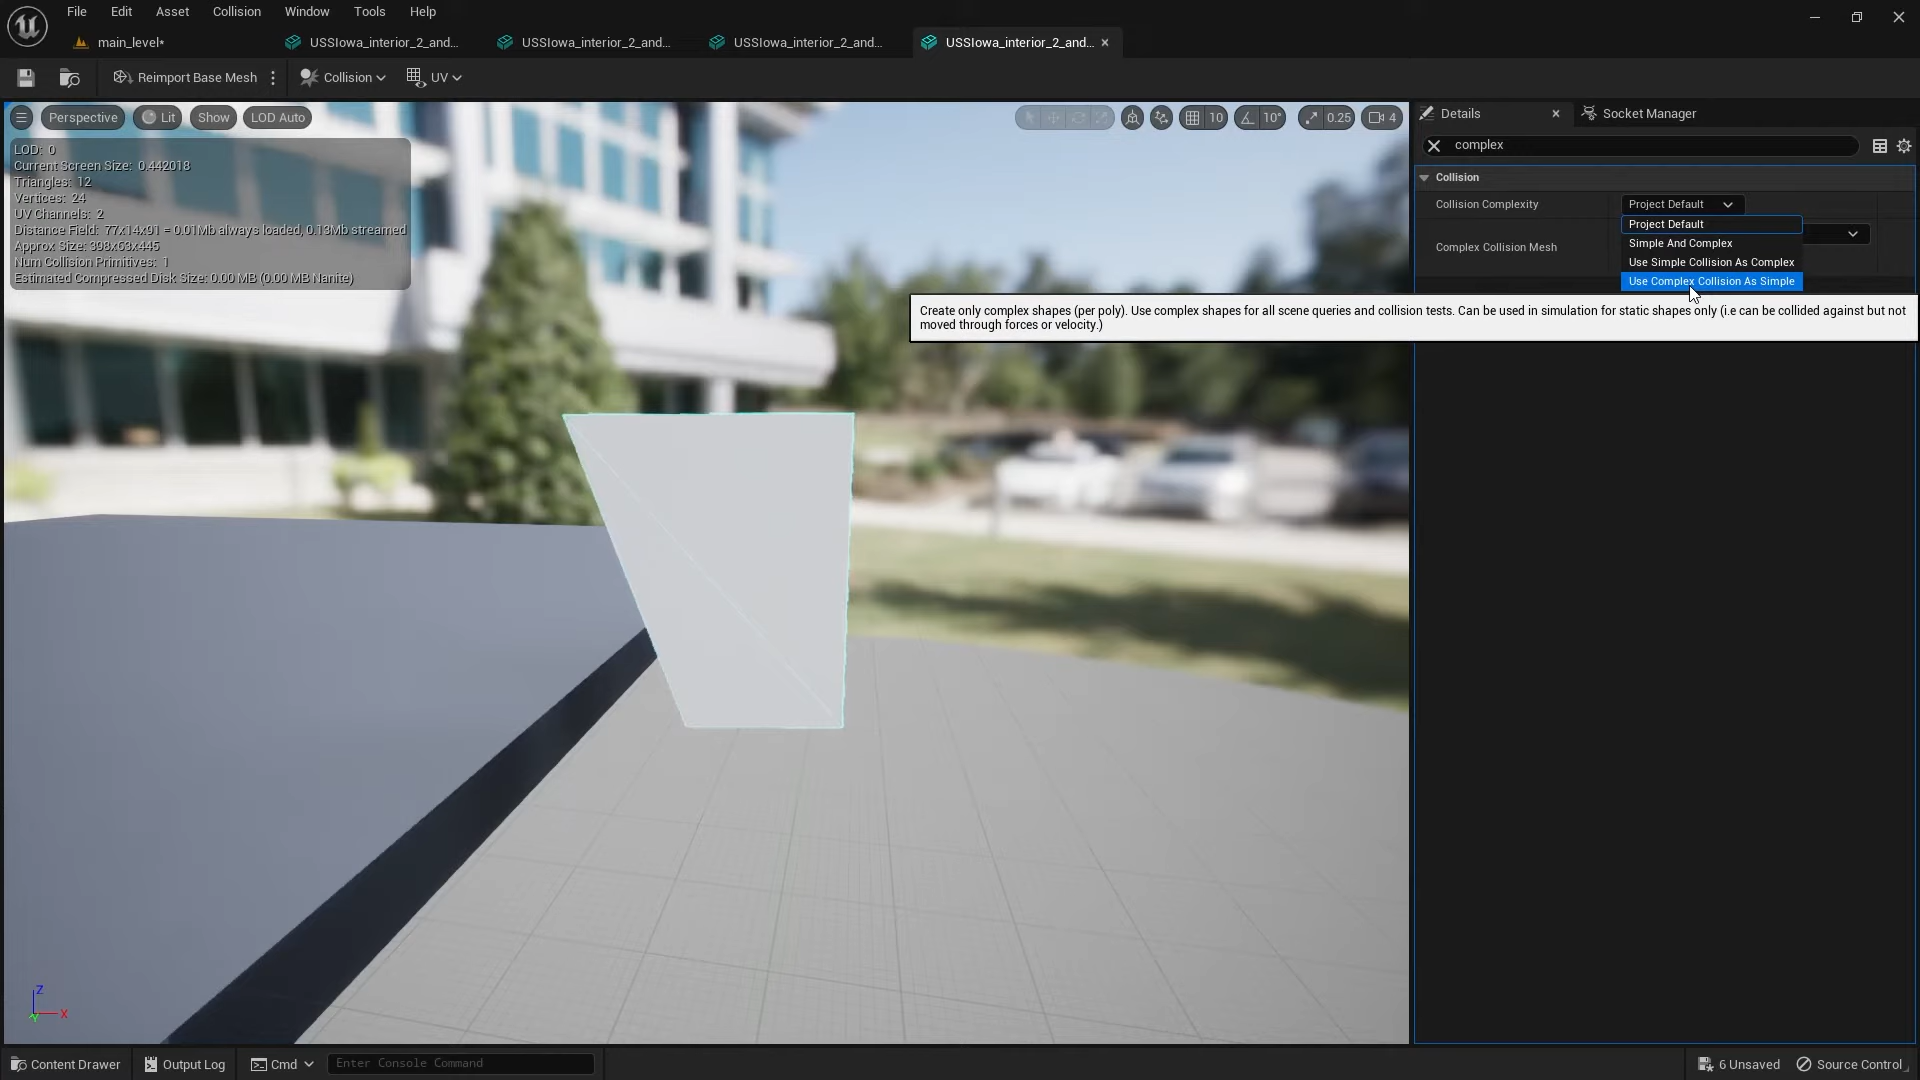 File Edit Asset Collision Window Tools Help
main_level* USSIowa_interior_2_and... USSIowa_interior_2_and... USSIowa_interior_2_and... USSIowa_interior_2_and...
Reimport Base Mesh Collision UV
Perspective Lit Show LOD Auto 10 10° 0.25 4
LOD: 0
Current Screen Size: 0.442018
Triangles: 12
Vertices: 24
UV Channels: 2
Distance Field: 77x14x91 = 0.01Mb always loaded, 0.13Mb streamed
Approx Size: 398x63x445
Num Collision Primitives: 1
Estimated Compressed Disk Size: 0.00 MB (0.00 MB Nanite)
Details Socket Manager
complex
Collision
Collision Complexity Project Default
Project Default
Simple And Complex
Complex Collision Mesh
Use Simple Collision As Complex
Use Complex Collision As Simple
Create only complex shapes (per poly). Use complex shapes for all scene queries and collision tests. Can be used in simulation for static shapes only (i.e can be collided against but not
moved through forces or velocity.)
Z
X
Y
Content Drawer Output Log Cmd Enter Console Command 6 Unsaved Source Control